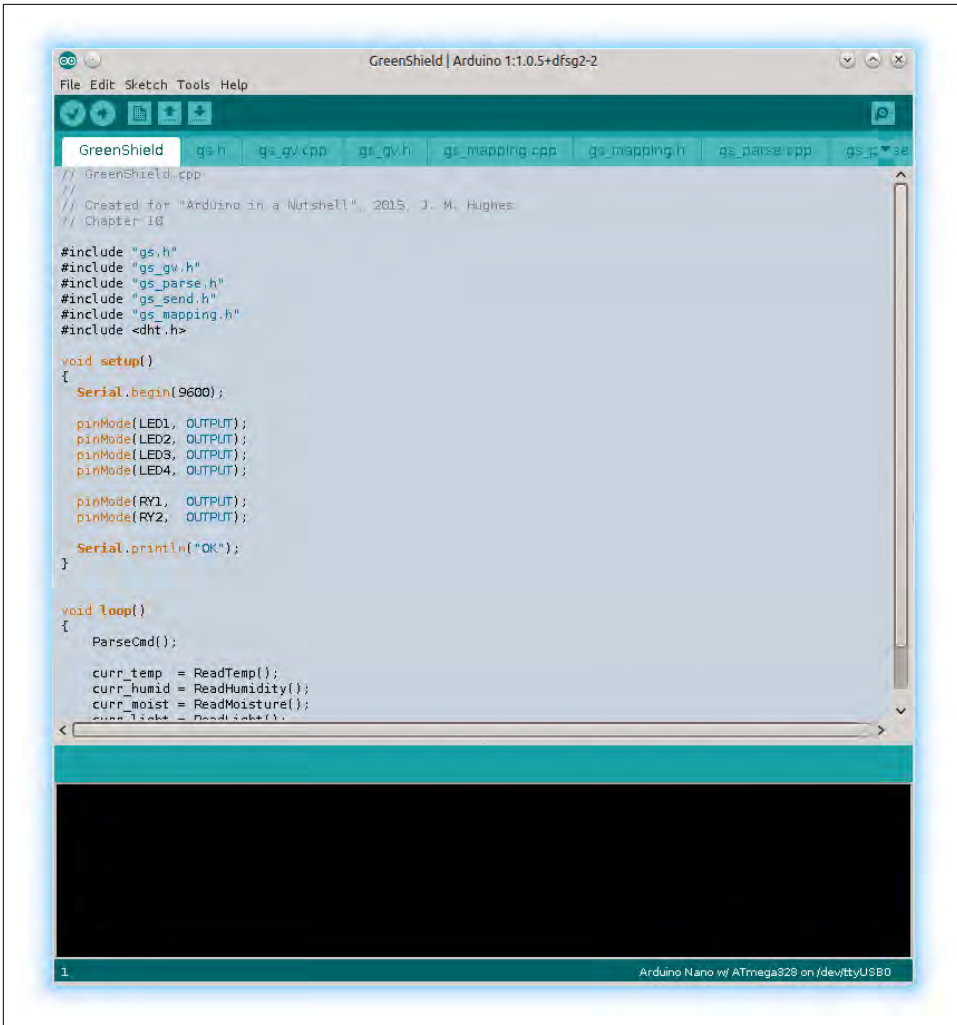 GreenShield | Arduino 1:1.0.5+dfsg2-2
File Edit Sketch Tools Help
GreenShield gs.h gs_gv.cpp gs_gv.h gs_mapping.cpp gs_mapping.h gs_parse.cpp
// GreenShield.cpp
//
// Created for "Arduino in a Nutshell", 2015, J. M. Hughes
// Chapter 10
#include "gs.h"
#include "gs_gv.h"
#include "gs_parse.h"
#include "gs_send.h"
#include "gs_mapping.h"
#include <dht.h>
void setup()
{
Serial.begin(9600);
pinMode(LED1, OUTPUT);
pinMode(LED2, OUTPUT);
pinMode(LED3, OUTPUT);
pinMode(LED4, OUTPUT);
pinMode(RY1, OUTPUT);
pinMode(RY2, OUTPUT);
Serial.println("OK");
}
void loop()
{
ParseCmd();
curr_temp = ReadTemp();
curr_humid = ReadHumidity();
curr_moist = ReadMoisture();
curr_light = ReadLight();
1
Arduino Nano w/ ATmega328 on /dev/ttyUSB0